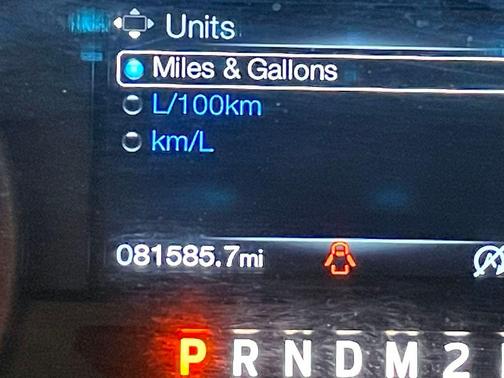 Units
Miles & Gallons
L/100km
km/L
081585.7mi
P R N D M 2